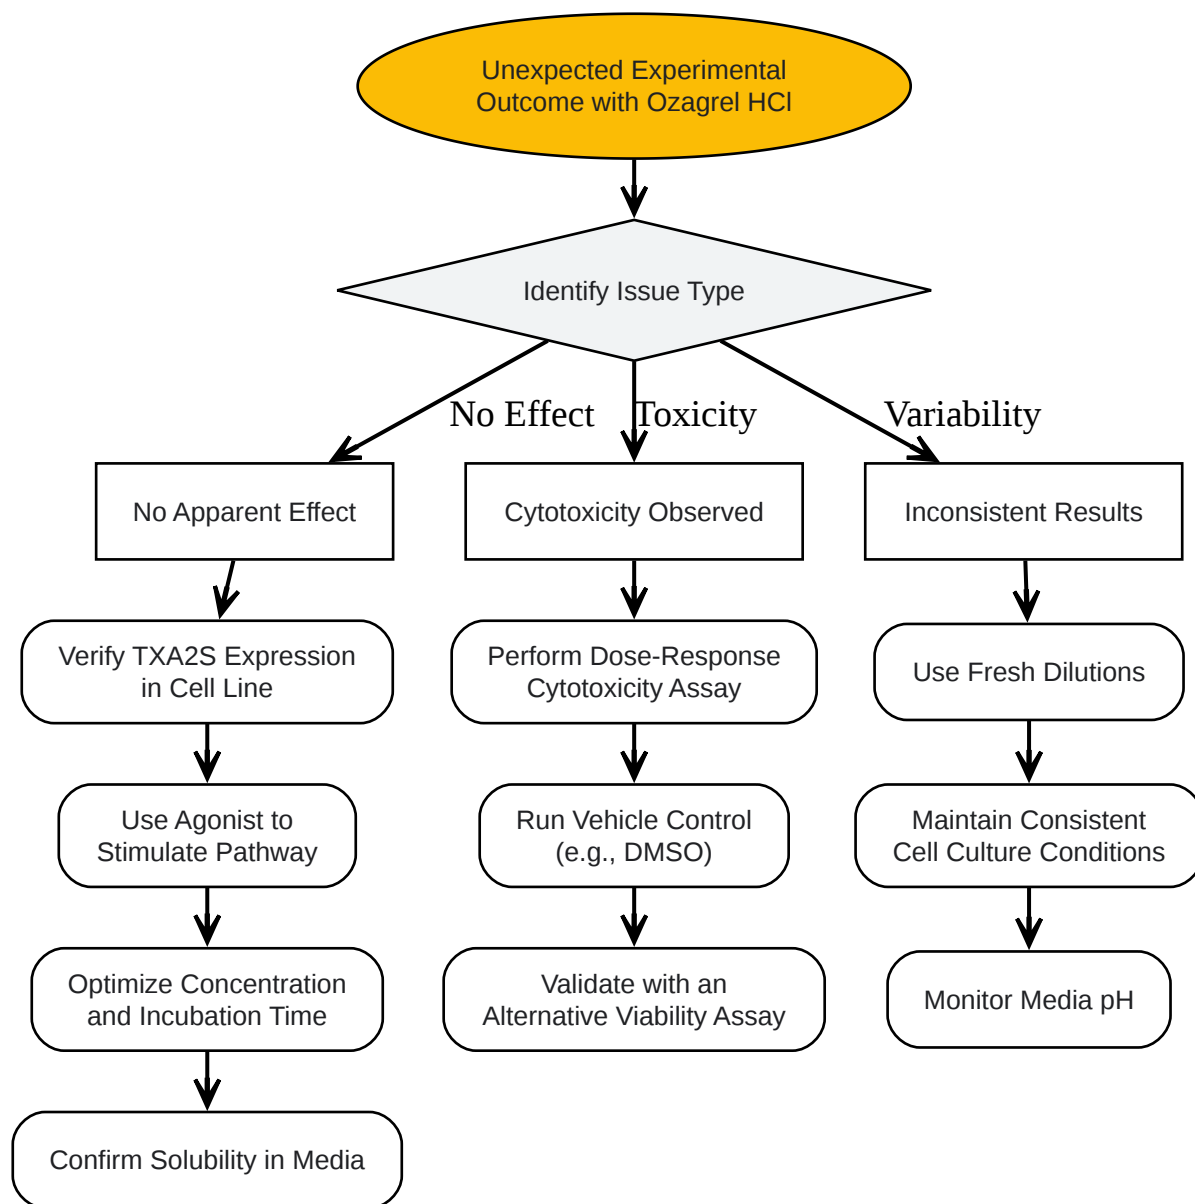 Unexpected Experimental
Outcome with Ozagrel HCl
Identify Issue Type
No Effect
Toxicity
Variability
No Apparent Effect
Cytotoxicity Observed
Inconsistent Results
Verify TXA2S Expression
in Cell Line
Perform Dose-Response
Cytotoxicity Assay
Use Fresh Dilutions
Use Agonist to
Stimulate Pathway
Run Vehicle Control
(e.g., DMSO)
Maintain Consistent
Cell Culture Conditions
Optimize Concentration
and Incubation Time
Validate with an
Alternative Viability Assay
Monitor Media pH
Confirm Solubility in Media